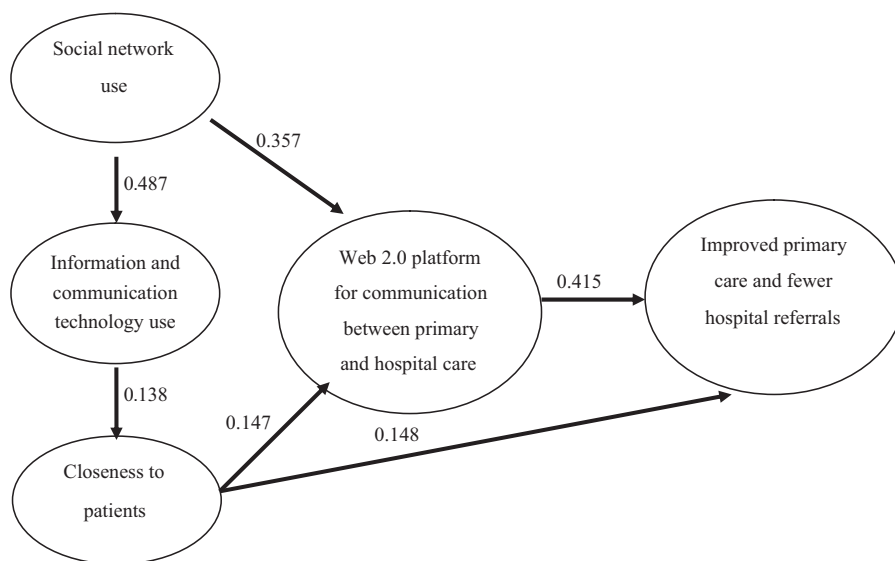 Social network
use
0.357
0.487
Information and
communication
technology use
Web 2.0 platform
for communication
between primary
and hospital care
0.415
Improved primary
care and fewer
hospital referrals
0.138
0.147
0.148
Closeness to
patients